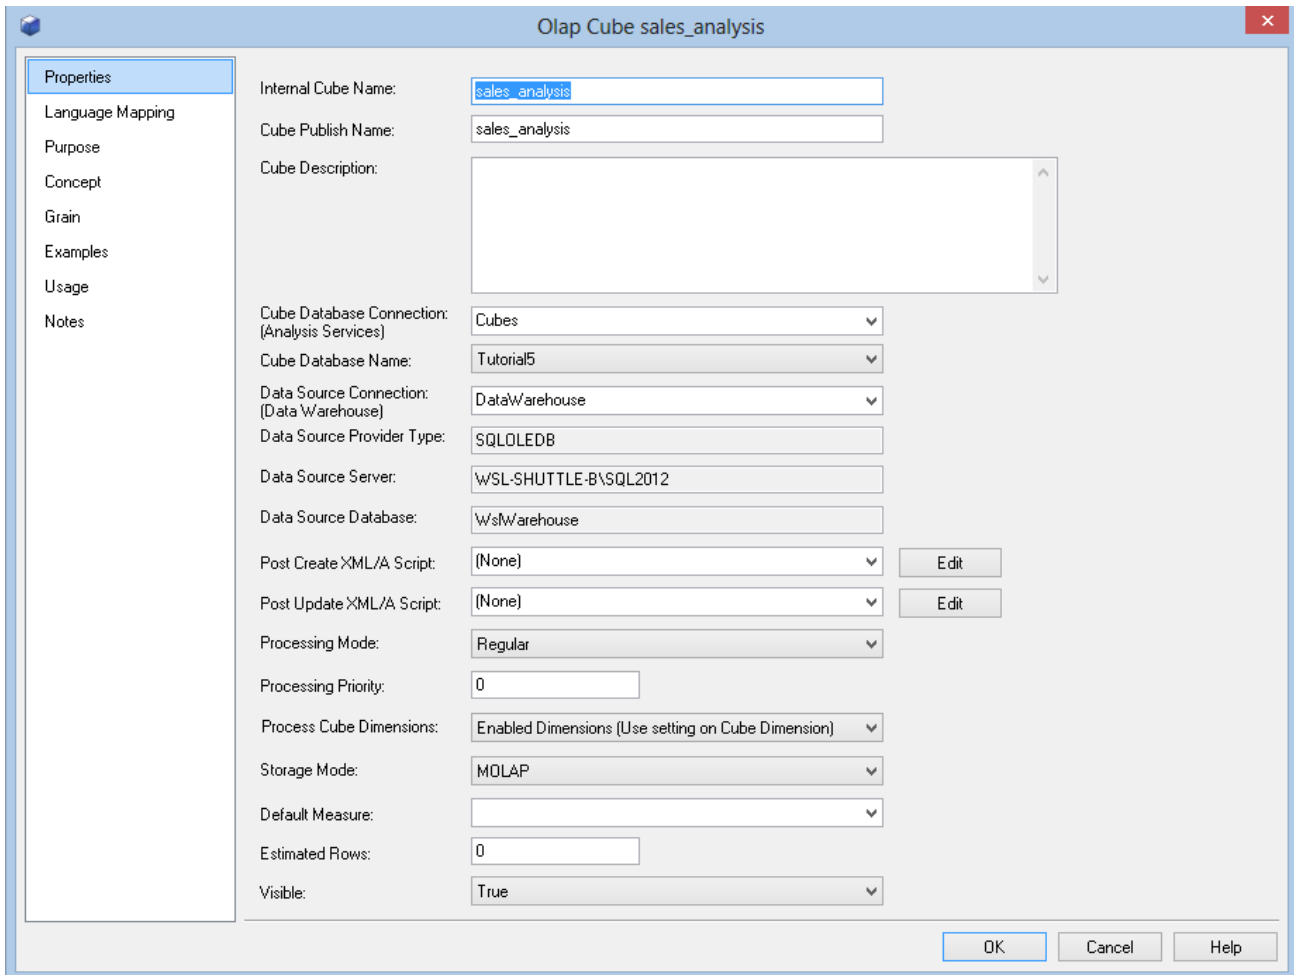 Olap Cube sales_analysis
Properties
Language Mapping
Purpose
Concept
Grain
Examples
Usage
Notes
Internal Cube Name: sales_analysis
Cube Publish Name: sales_analysis
Cube Description:
Cube Database Connection: Cubes
(Analysis Services)
Cube Database Name: Tutorial5
Data Source Connection: DataWarehouse
(Data Warehouse)
Data Source Provider Type: SQLOLEDB
Data Source Server: WSL-SHUTTLE-B\SQL2012
Data Source Database: WslWarehouse
Post Create XML/A Script: (None) Edit
Post Update XML/A Script: (None) Edit
Processing Mode: Regular
Processing Priority: 0
Process Cube Dimensions: Enabled Dimensions (Use setting on Cube Dimension)
Storage Mode: MOLAP
Default Measure:
Estimated Rows: 0
Visible: True
OK Cancel Help